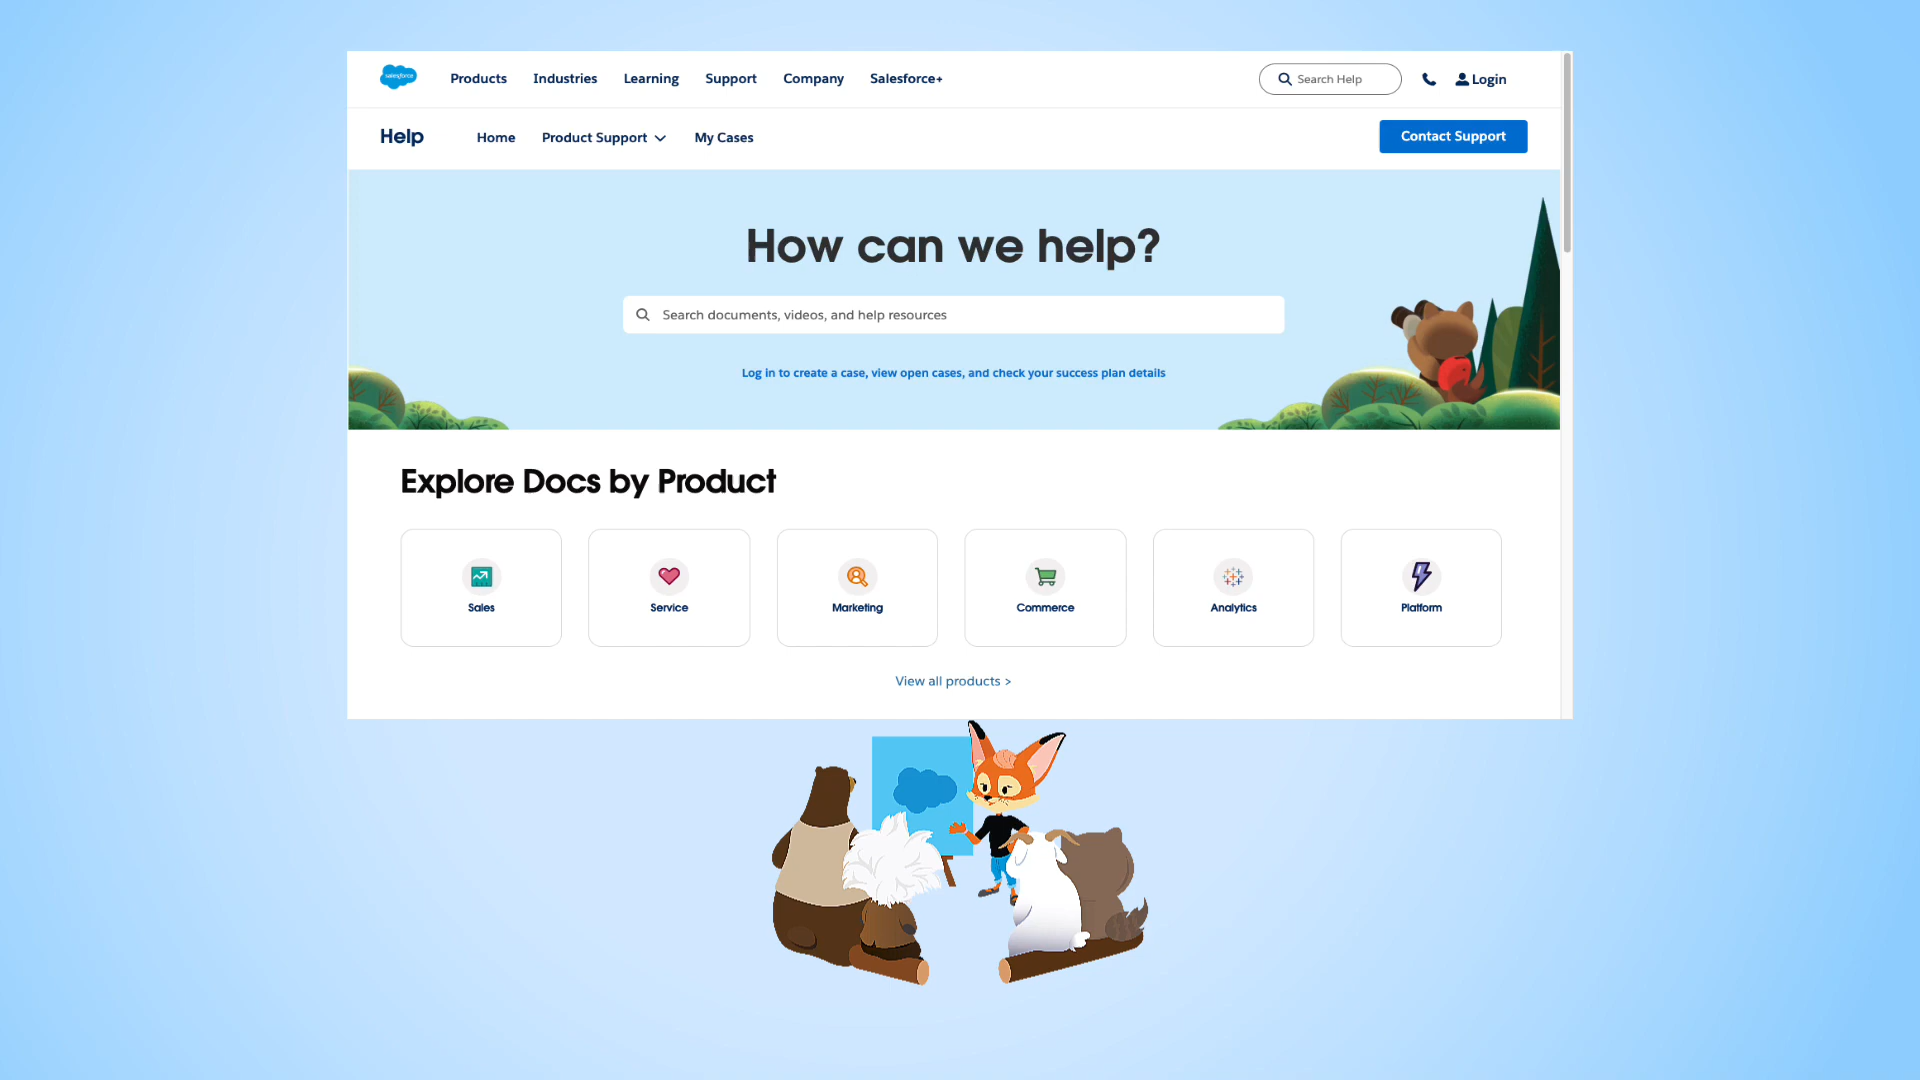 salesforce
Products Industries Learning Support Company Salesforce+ Search Help Login
Help Home Product Support My Cases Contact Support
How can we help?
Search documents, videos, and help resources
Log in to create a case, view open cases, and check your success plan details
Explore Docs by Product
Sales Service Marketing Commerce Analytics Platform
View all products >